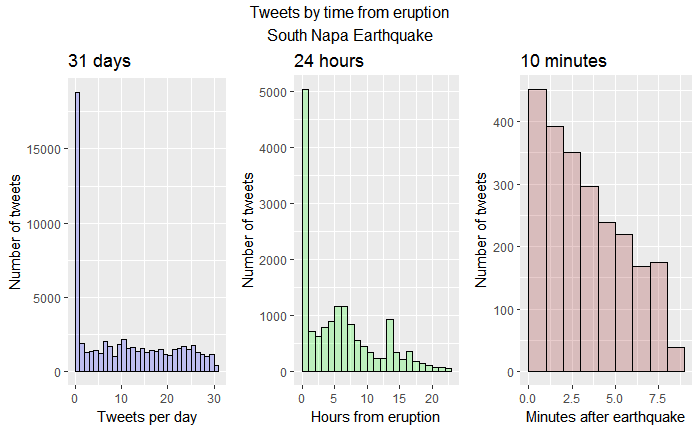 Tweets by time from eruption
South Napa Earthquake
31 days
Number of tweets
15000
10000
5000
0
0 10 20 30
Tweets per day
24 hours
Number of tweets
5000
4000
3000
2000
1000
0
0 5 10 15 20
Hours from eruption
10 minutes
Number of tweets
400
300
200
100
0
0.0 2.5 5.0 7.5
Minutes after earthquake